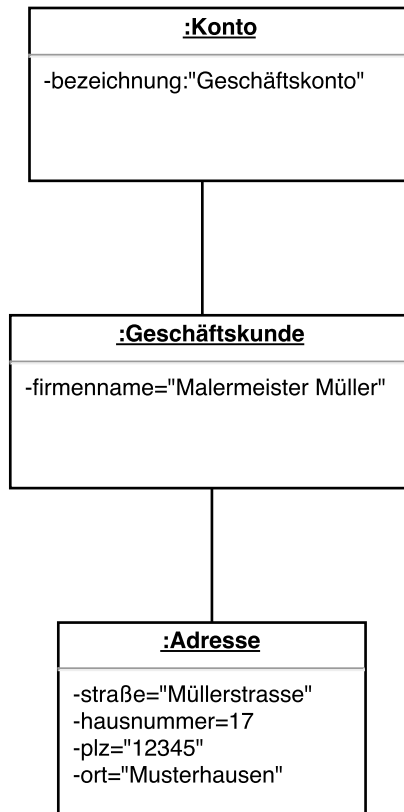 :Konto
-bezeichnung:"Geschäftskonto"
:Geschäftskunde
-firmenname="Malermeister Müller"
:Adresse
-straße="Müllerstrasse"
-hausnummer=17
-plz="12345"
-ort="Musterhausen"